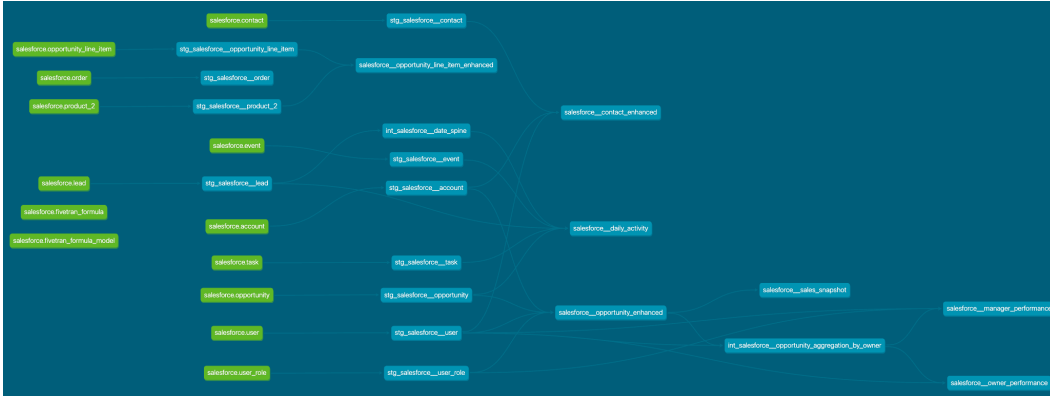 salesforce.contact
stg_salesforce__contact
salesforce.opportunity_line_item
stg_salesforce__opportunity_line_item
salesforce__opportunity_line_item_enhanced
salesforce.order
stg_salesforce__order
salesforce.product_2
stg_salesforce__product_2
salesforce__contact_enhanced
int_salesforce__date_spine
salesforce.event
stg_salesforce__event
salesforce.lead
stg_salesforce__lead
stg_salesforce__account
salesforce.fivetran_formula
salesforce.account
salesforce__daily_activity
salesforce.fivetran_formula_model
salesforce.task
stg_salesforce__task
salesforce__sales_snapshot
salesforce.opportunity
stg_salesforce__opportunity
salesforce__opportunity_enhanced
salesforce__manager_performance
salesforce.user
stg_salesforce__user
int_salesforce__opportunity_aggregation_by_owner
salesforce.user_role
stg_salesforce__user_role
salesforce__owner_performance